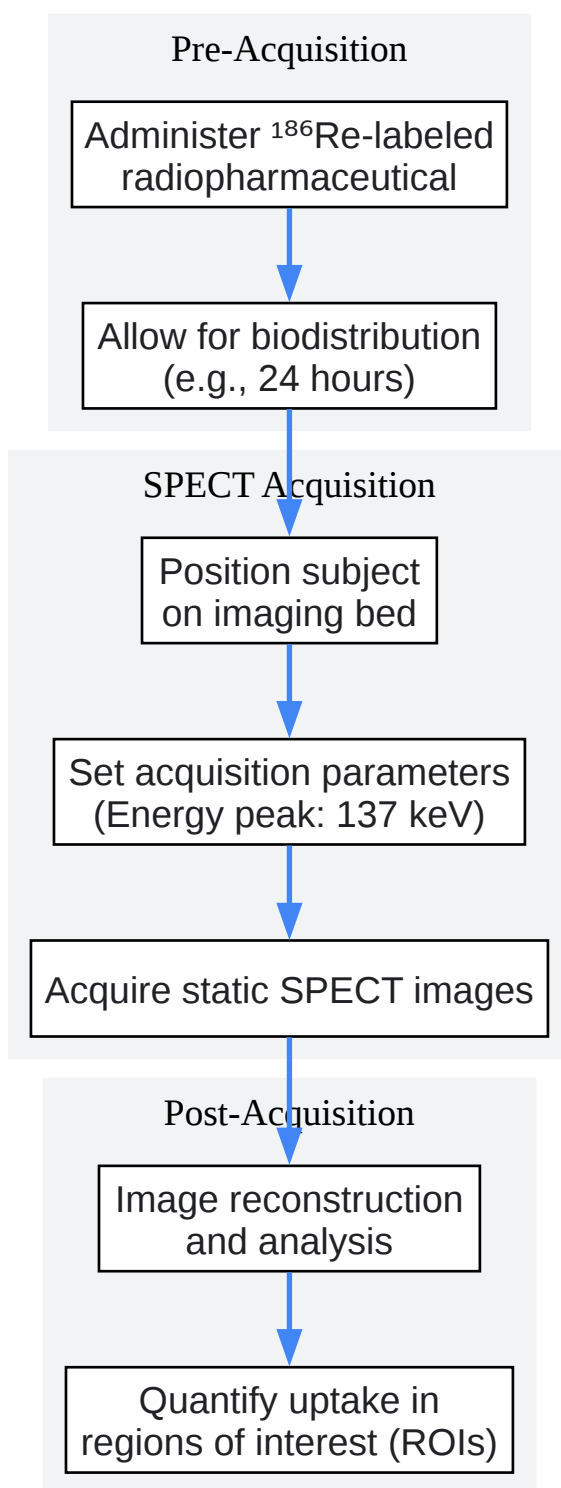 Pre-Acquisition
Administer ¹⁸⁶Re-labeled
radiopharmaceutical
Allow for biodistribution
(e.g., 24 hours)
SPECT Acquisition
Position subject
on imaging bed
Set acquisition parameters
(Energy peak: 137 keV)
Acquire static SPECT images
Post-Acquisition
Image reconstruction
and analysis
Quantify uptake in
regions of interest (ROIs)